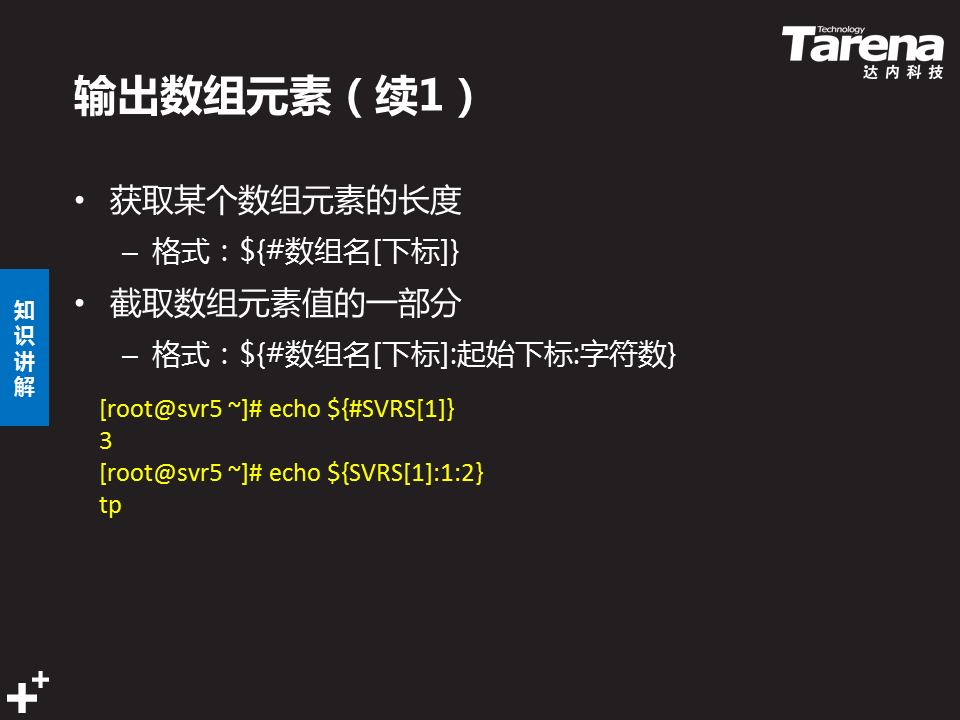 Technology
Tarena
达内科技
输出数组元素（续1）
• 获取某个数组元素的长度
– 格式：${#数组名[下标]}
• 截取数组元素值的一部分
– 格式：${#数组名[下标]:起始下标:字符数}
知识讲解
[root@svr5 ~]# echo ${#SVRS[1]}
3
[root@svr5 ~]# echo ${SVRS[1]:1:2}
tp